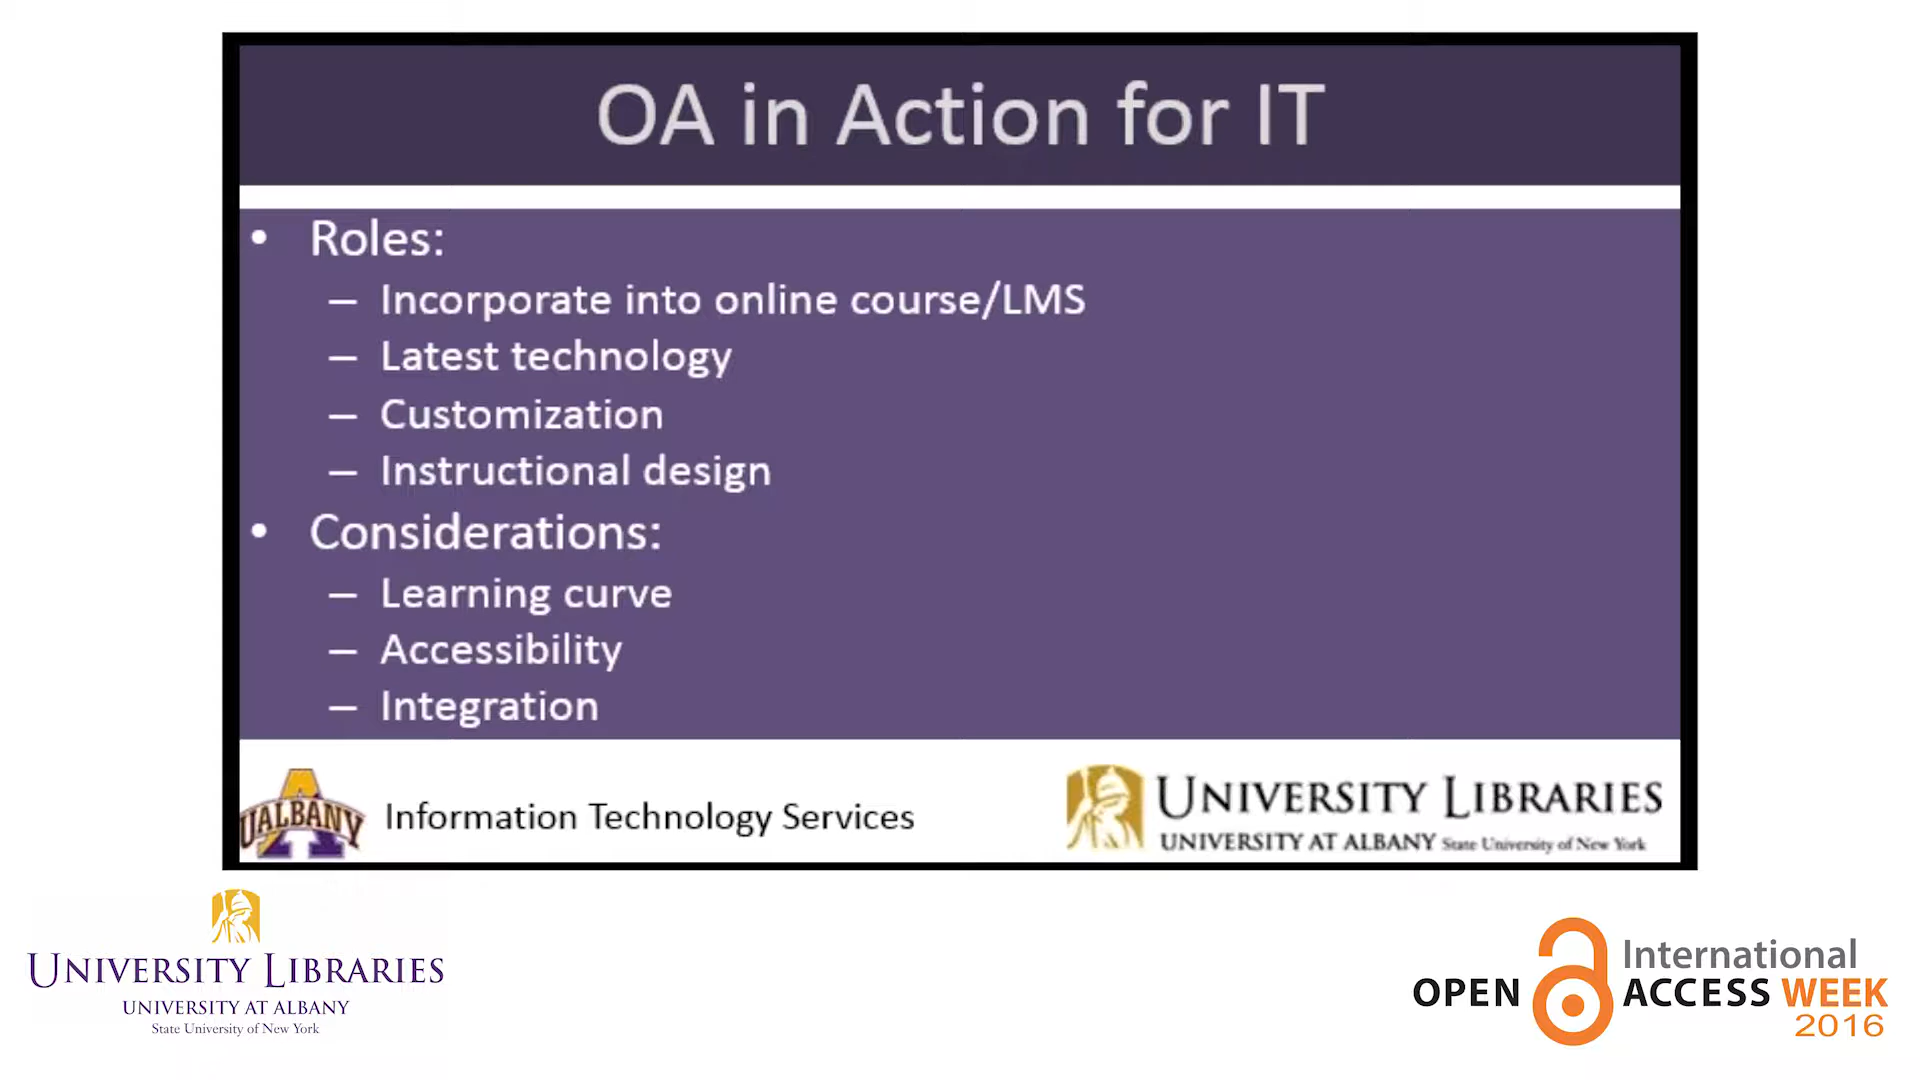 OA in Action for IT
• Roles:
– Incorporate into online course/LMS
– Latest technology
– Customization
– Instructional design
• Considerations:
– Learning curve
– Accessibility
– Integration
UALBANY
Information Technology Services
UNIVERSITY LIBRARIES
UNIVERSITY AT ALBANY State University of New York
UNIVERSITY LIBRARIES
UNIVERSITY AT ALBANY
State University of New York
International
OPEN ACCESS WEEK
2016